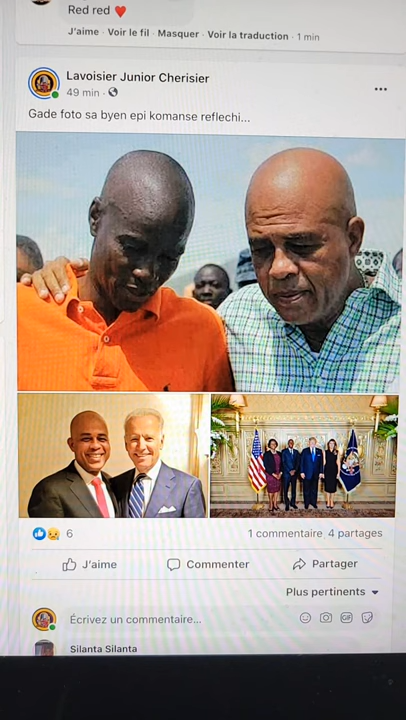 Red red ❤️
J'aime · Voir le fil · Masquer · Voir la traduction · 1 min
Lavoisier Junior Cherisier
49 min ·
Gade foto sa byen epi komanse reflechi...
6
1 commentaire 4 partages
J'aime
Commenter
Partager
Plus pertinents
Écrivez un commentaire...
GIF
Silanta Silanta